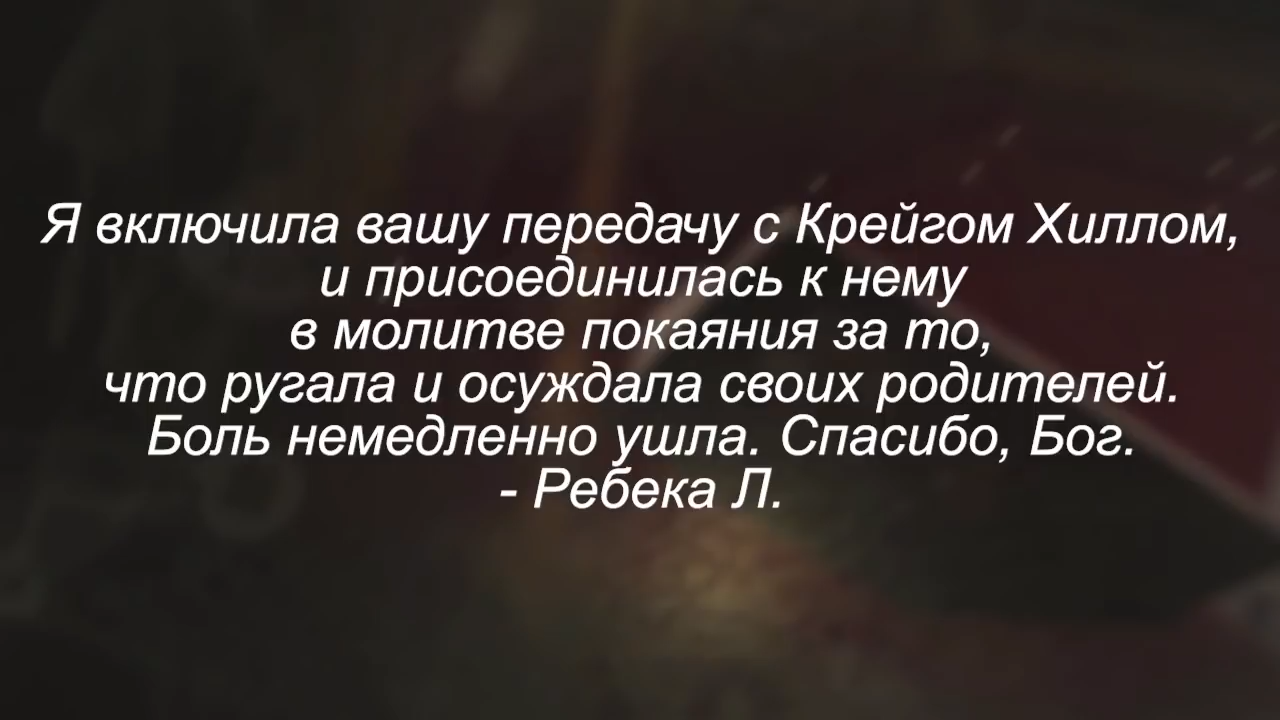 Я включила вашу передачу с Крейгом Хиллом,
и присоединилась к нему
в молитве покаяния за то,
что ругала и осуждала своих родителей.
Боль немедленно ушла. Спасибо, Бог.
- Ребека Л.